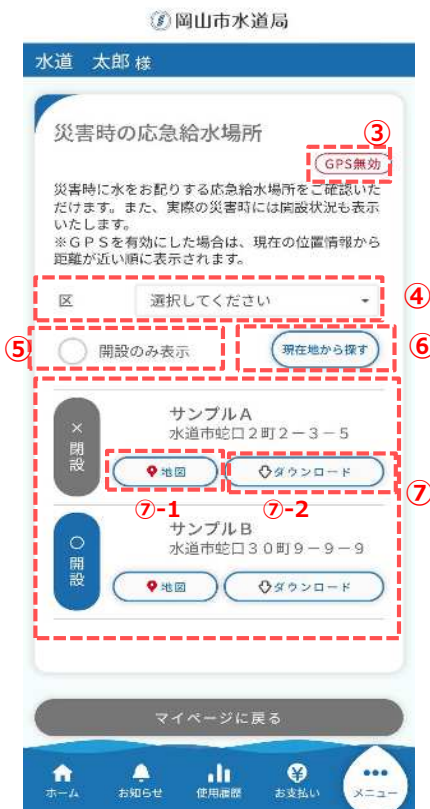 岡山市水道局
水道 太郎 様
災害時の応急給水場所
③
GPS無効
災害時に水をお配りする応急給水場所をご確認いた
だけます。また、実際の災害時には開設状況も表示
いたします。
※GPSを有効にした場合は、現在の位置情報から
距離が近い順に表示されます。
区 選択してください ④
⑤ 開設のみ表示 現在地から探す ⑥
×開設
サンプルA
水道市蛇口2町2-3-5
地図 ダウンロード ⑦
⑦-1 ⑦-2
○開設
サンプルB
水道市蛇口30町9-9-9
地図 ダウンロード
マイページに戻る
ホーム お知らせ 使用履歴 お支払い メニュー